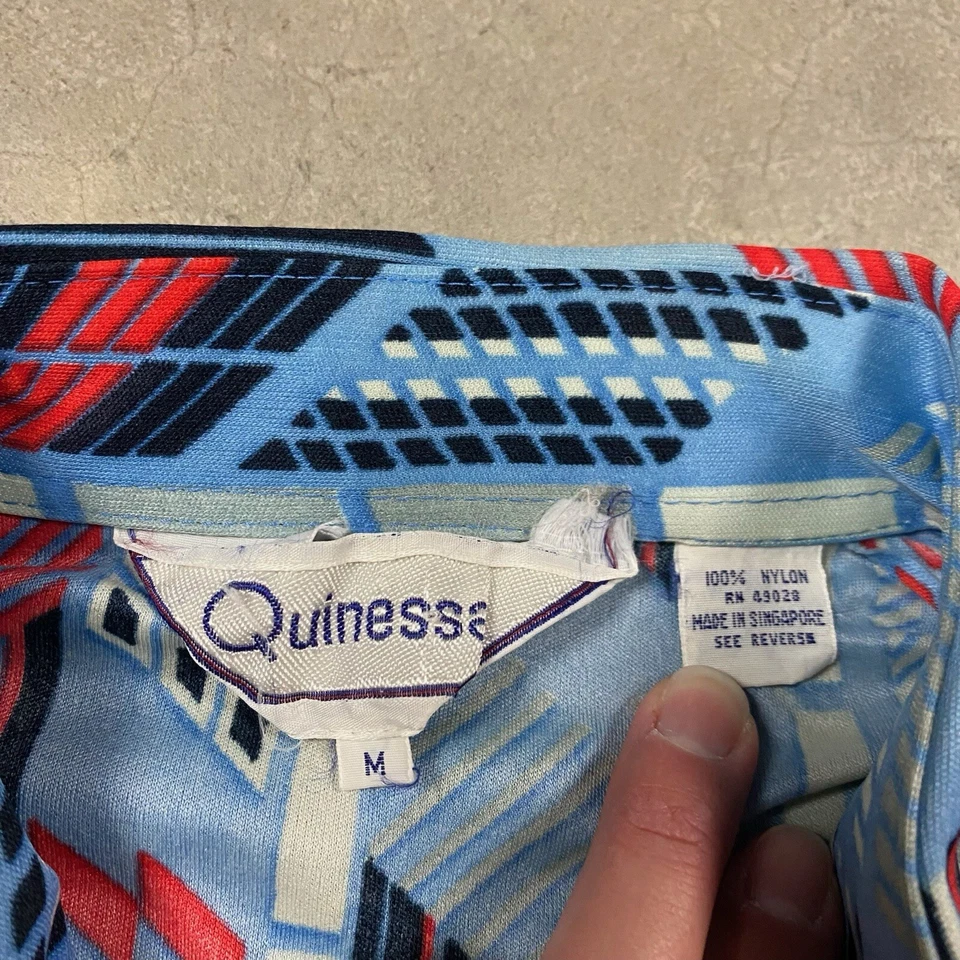 Quinessa
M
100% NYLON
RN 49028
MADE IN SINGAPORE
SEE REVERSE